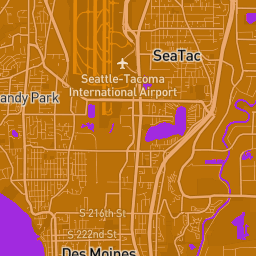 SeaTac
Seattle-Tacoma
International Airport
andy Park
S 216th St
S 222nd St
Des Moines